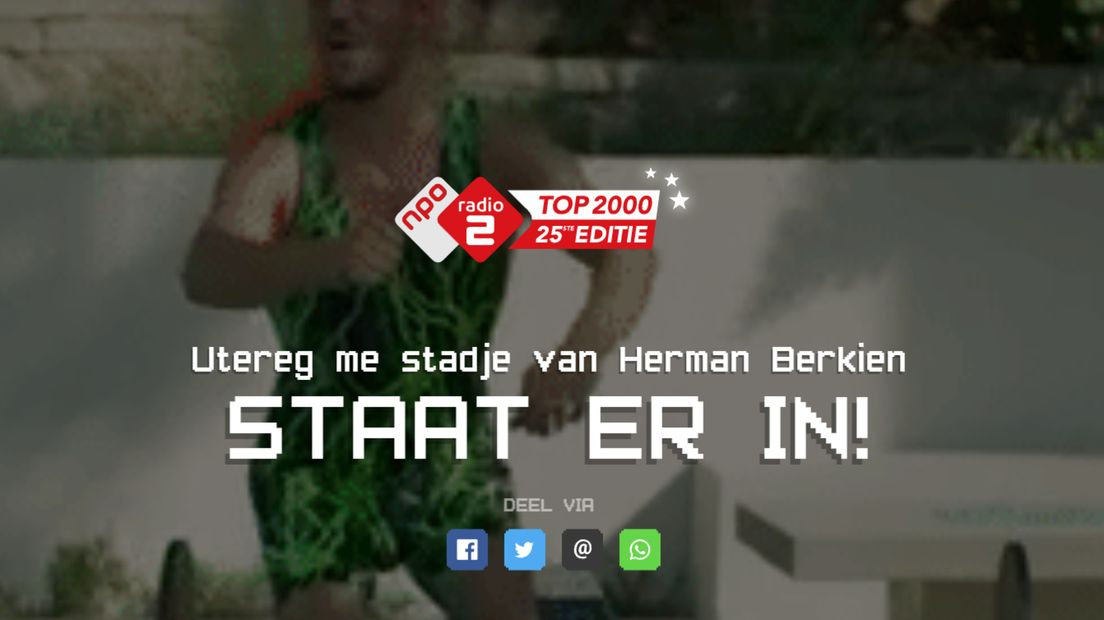 npo
radio
2
TOP 2000
25STE EDITIE
Utereg me stadje van Herman Berkien
STAAT ER IN!
DEEL VIA
@